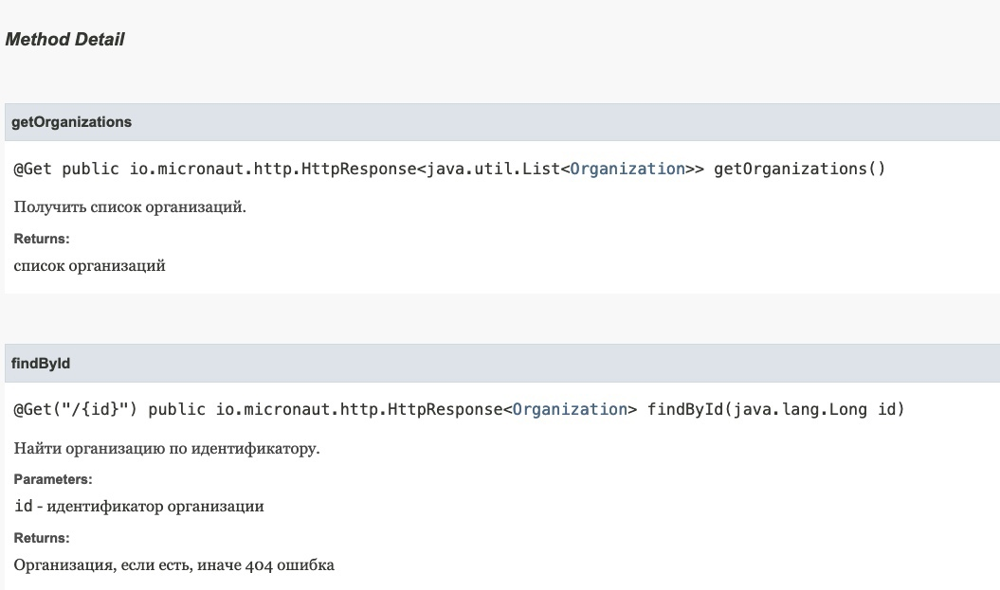 Method Detail
getOrganizations
@Get public io.micronaut.http.HttpResponse<java.util.List<Organization>> getOrganizations()
Получить список организаций.
Returns:
список организаций
findById
@Get("/{id}") public io.micronaut.http.HttpResponse<Organization> findById(java.lang.Long id)
Найти организацию по идентификатору.
Parameters:
id - идентификатор организации
Returns:
Организация, если есть, иначе 404 ошибка